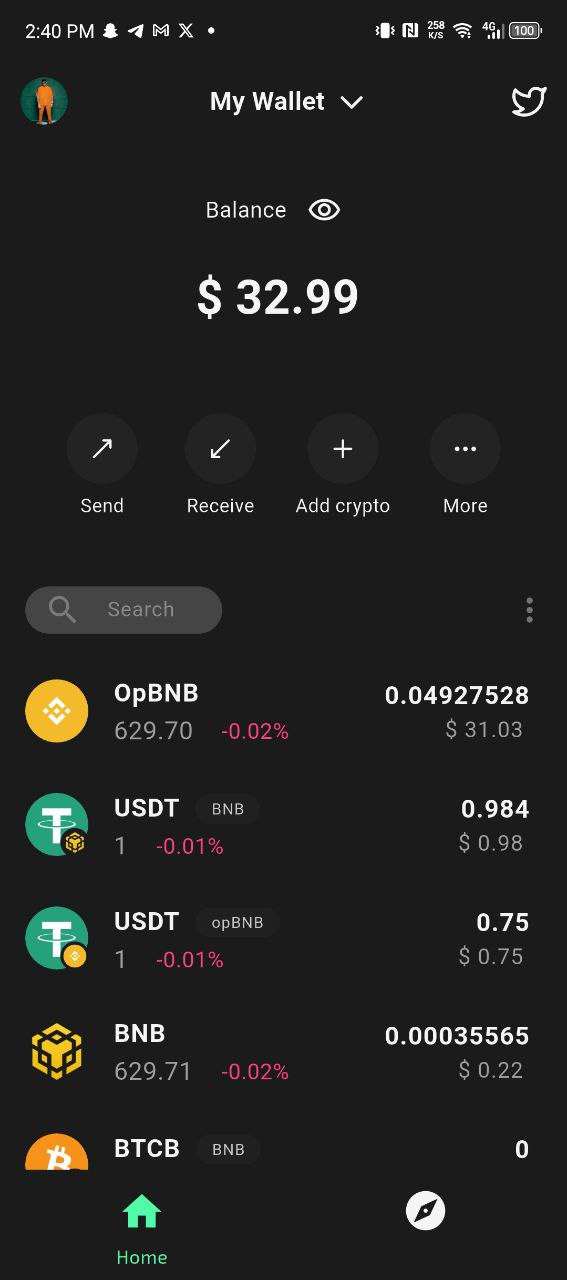 2:40 PM
258 K/S 4G 100
My Wallet
Balance
$ 32.99
Send Receive Add crypto More
Search
OpBNB 0.04927528
629.70 -0.02% $ 31.03
USDT BNB 0.984
1 -0.01% $ 0.98
USDT opBNB 0.75
1 -0.01% $ 0.75
BNB 0.00035565
629.71 -0.02% $ 0.22
BTCB BNB 0
Home